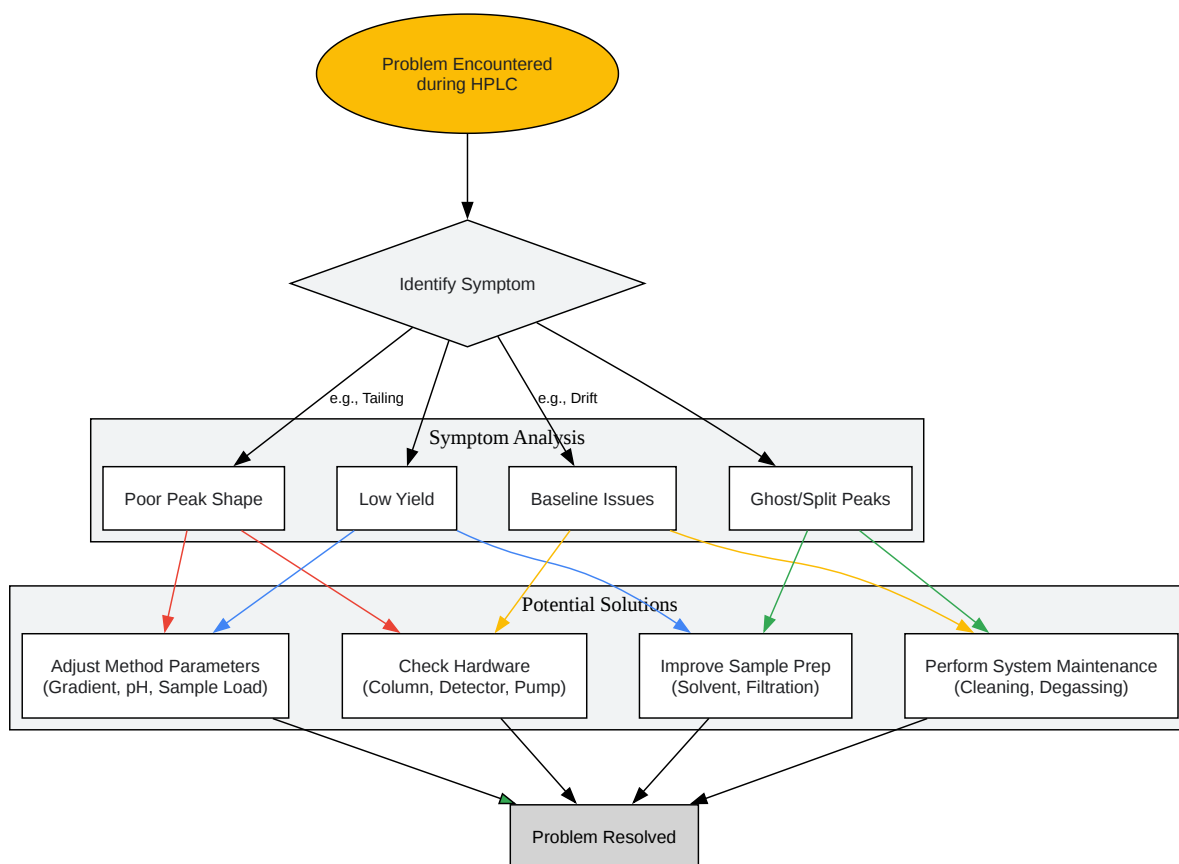 Problem Encountered
during HPLC
Identify Symptom
e.g., Tailing
e.g., Drift
Symptom Analysis
Poor Peak Shape
Low Yield
Baseline Issues
Ghost/Split Peaks
Potential Solutions
Adjust Method Parameters
(Gradient, pH, Sample Load)
Check Hardware
(Column, Detector, Pump)
Improve Sample Prep
(Solvent, Filtration)
Perform System Maintenance
(Cleaning, Degassing)
Problem Resolved